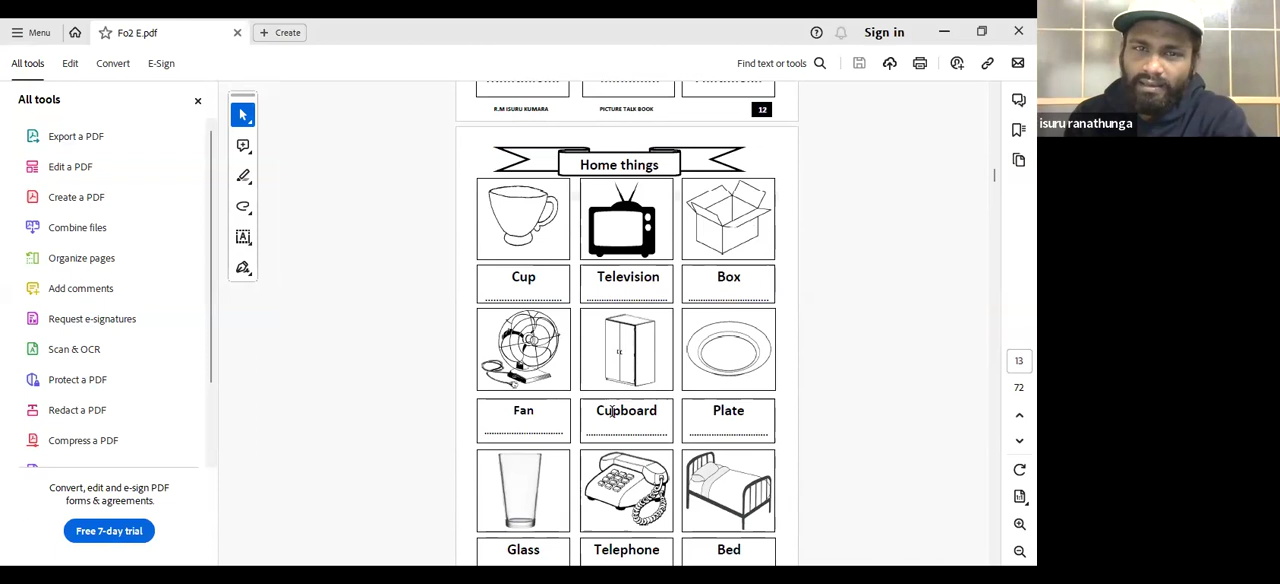 Menu
Fo2 E.pdf
Create
Sign in
All tools
Edit
Convert
E-Sign
Find text or tools
All tools
Export a PDF
Edit a PDF
Create a PDF
Combine files
Organize pages
Add comments
Request e-signatures
Scan & OCR
Protect a PDF
Redact a PDF
Compress a PDF
Convert, edit and e-sign PDF
forms & agreements.
Free 7-day trial
R.M ISURU KUMARA
PICTURE TALK BOOK
12
Home things
Cup
Television
Box
Fan
Cupboard
Plate
Glass
Telephone
Bed
13
72
isuru ranathunga